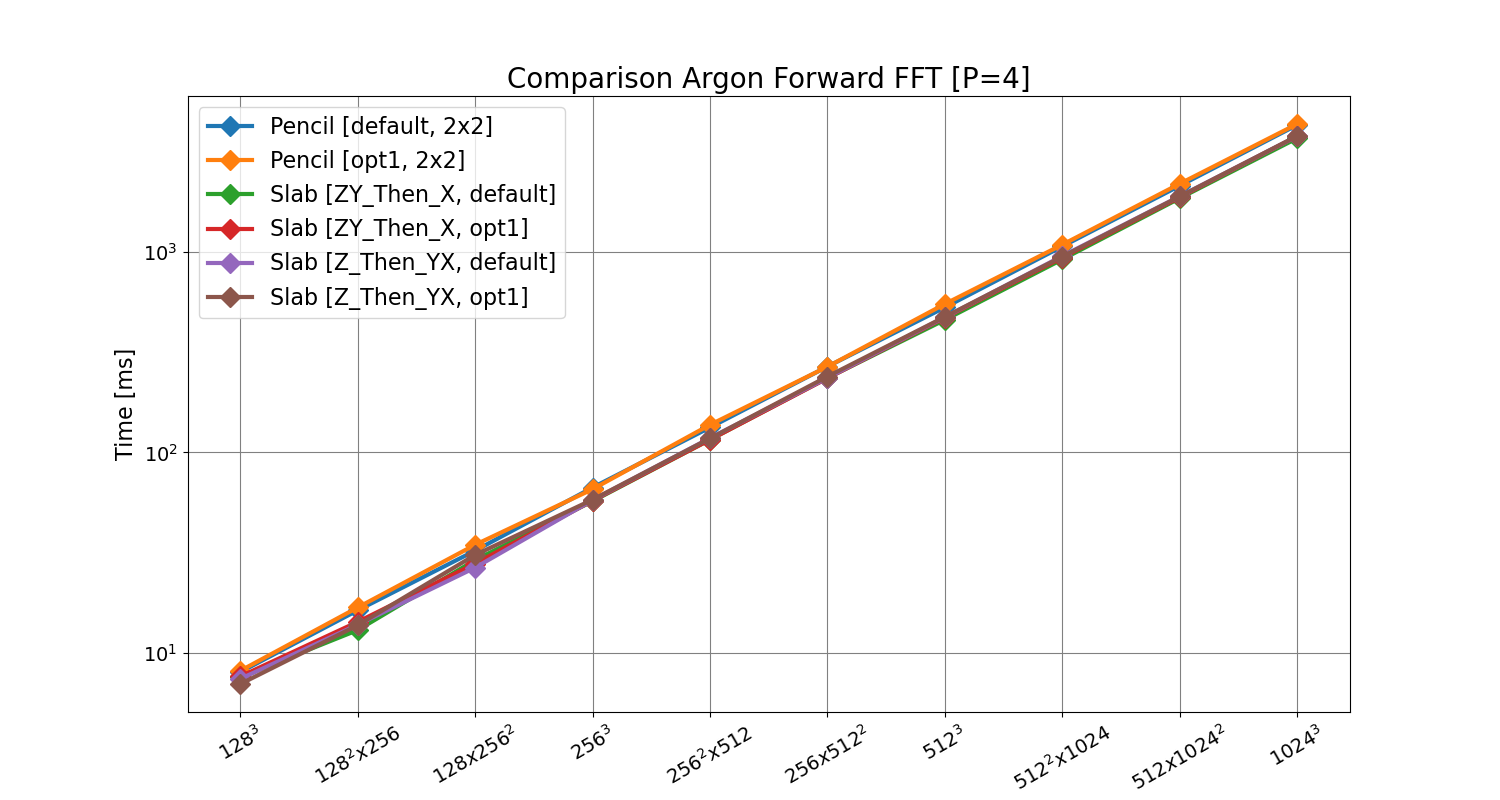 Comparison Argon Forward FFT [P=4]
Pencil [default, 2x2]
Pencil [opt1, 2x2]
Slab [ZY_Then_X, default]
Slab [ZY_Then_X, opt1]
Slab [Z_Then_YX, default]
Slab [Z_Then_YX, opt1]
Time [ms]
10³
10²
10¹
128³
128²x256
128x256²
256³
256²x512
256x512²
512³
512²x1024
512x1024²
1024³